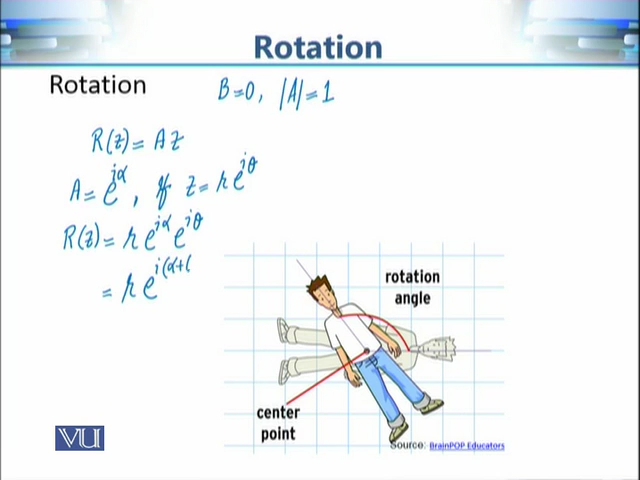 Rotation
Rotation
B=0, |A|=1
R(z)= Az
A= e^{iα}, If z= re^{iθ}
R(z)= re^{iα}e^{iθ}
= re^{i(α+(
rotation
angle
center
point
VU
Source: BrainPOP Educators